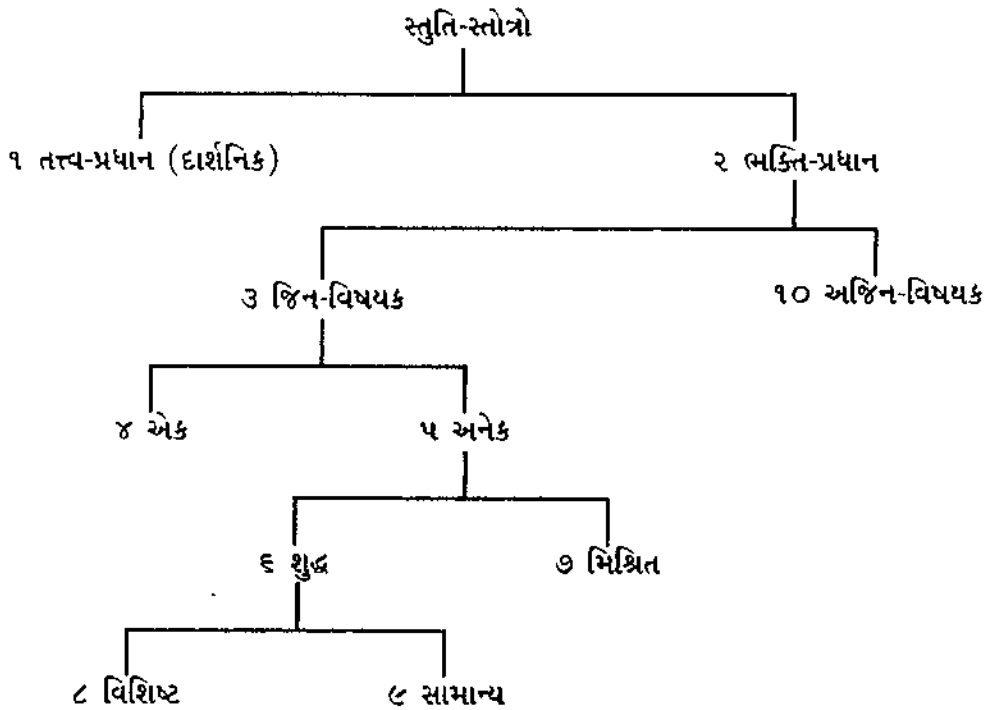 સ્તુતિ-સ્તોત્રો
૧ તત્ત્વ-પ્રધાન (દાર્શનિક)
૨ ભક્તિ-પ્રધાન
૩ જિન-વિષયક
૧૦ અજિન-વિષયક
૪ એક
૫ અનેક
૬ શુદ્ધ
૭ મિશ્રિત
૮ વિશિષ્ટ
૯ સામાન્ય